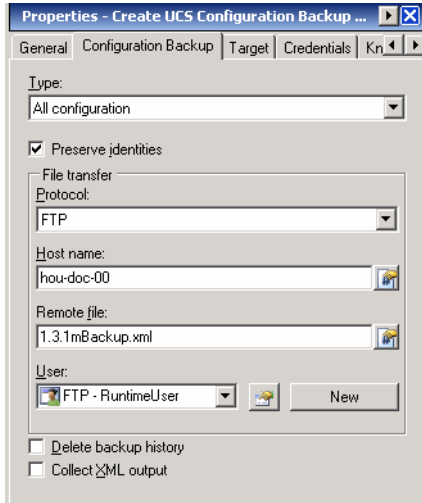 Properties - Create UCS Configuration Backup ...
General Configuration Backup Target Credentials Kn
Type:
All configuration
Preserve identities
File transfer
Protocol:
FTP
Host name:
hou-doc-00
Remote file:
1.3.1mBackup.xml
User:
FTP - RuntimeUser New
Delete backup history
Collect XML output